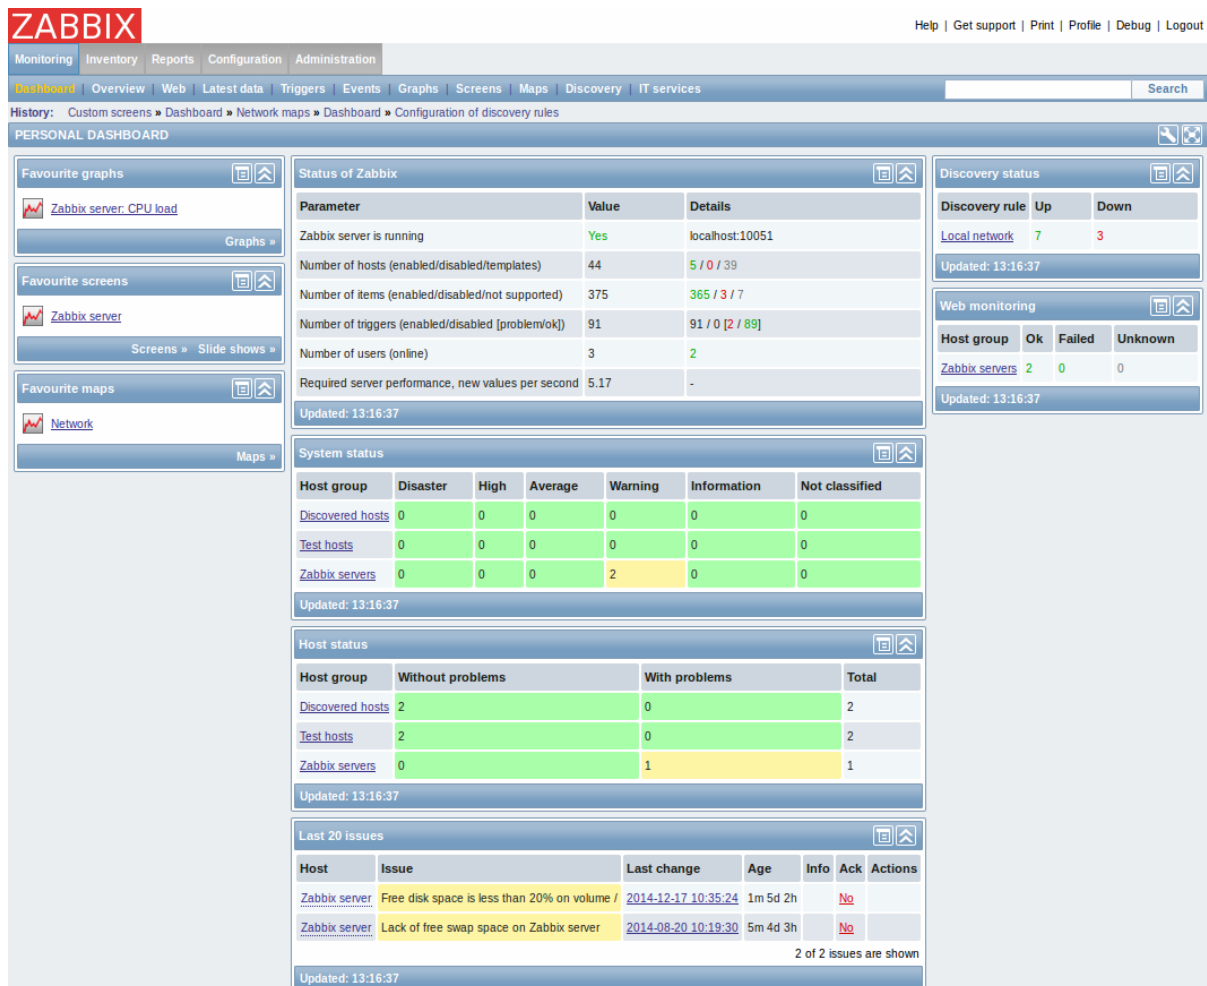 ZABBIX
Help | Get support | Print | Profile | Debug | Logout
Monitoring Inventory Reports Configuration Administration
Dashboard | Overview | Web | Latest data | Triggers | Events | Graphs | Screens | Maps | Discovery | IT services Search
History: Custom screens » Dashboard » Network maps » Dashboard » Configuration of discovery rules
PERSONAL DASHBOARD
Favourite graphs
Zabbix server: CPU load
Graphs »
Favourite screens
Zabbix server
Screens » Slide shows »
Favourite maps
Network
Maps »
Status of Zabbix
Parameter Value Details
Zabbix server is running Yes localhost:10051
Number of hosts (enabled/disabled/templates) 44 5 / 0 / 39
Number of items (enabled/disabled/not supported) 375 365 / 3 / 7
Number of triggers (enabled/disabled [problem/ok]) 91 91 / 0 [2 / 89]
Number of users (online) 3 2
Required server performance, new values per second 5.17 -
Updated: 13:16:37
System status
Host group Disaster High Average Warning Information Not classified
Discovered hosts 0 0 0 0 0 0
Test hosts 0 0 0 0 0 0
Zabbix servers 0 0 0 2 0 0
Updated: 13:16:37
Host status
Host group Without problems With problems Total
Discovered hosts 2 0 2
Test hosts 2 0 2
Zabbix servers 0 1 1
Updated: 13:16:37
Last 20 issues
Host Issue Last change Age Info Ack Actions
Zabbix server Free disk space is less than 20% on volume / 2014-12-17 10:35:24 1m 5d 2h No
Zabbix server Lack of free swap space on Zabbix server 2014-08-20 10:19:30 5m 4d 3h No
2 of 2 issues are shown
Updated: 13:16:37
Discovery status
Discovery rule Up Down
Local network 7 3
Updated: 13:16:37
Web monitoring
Host group Ok Failed Unknown
Zabbix servers 2 0 0
Updated: 13:16:37